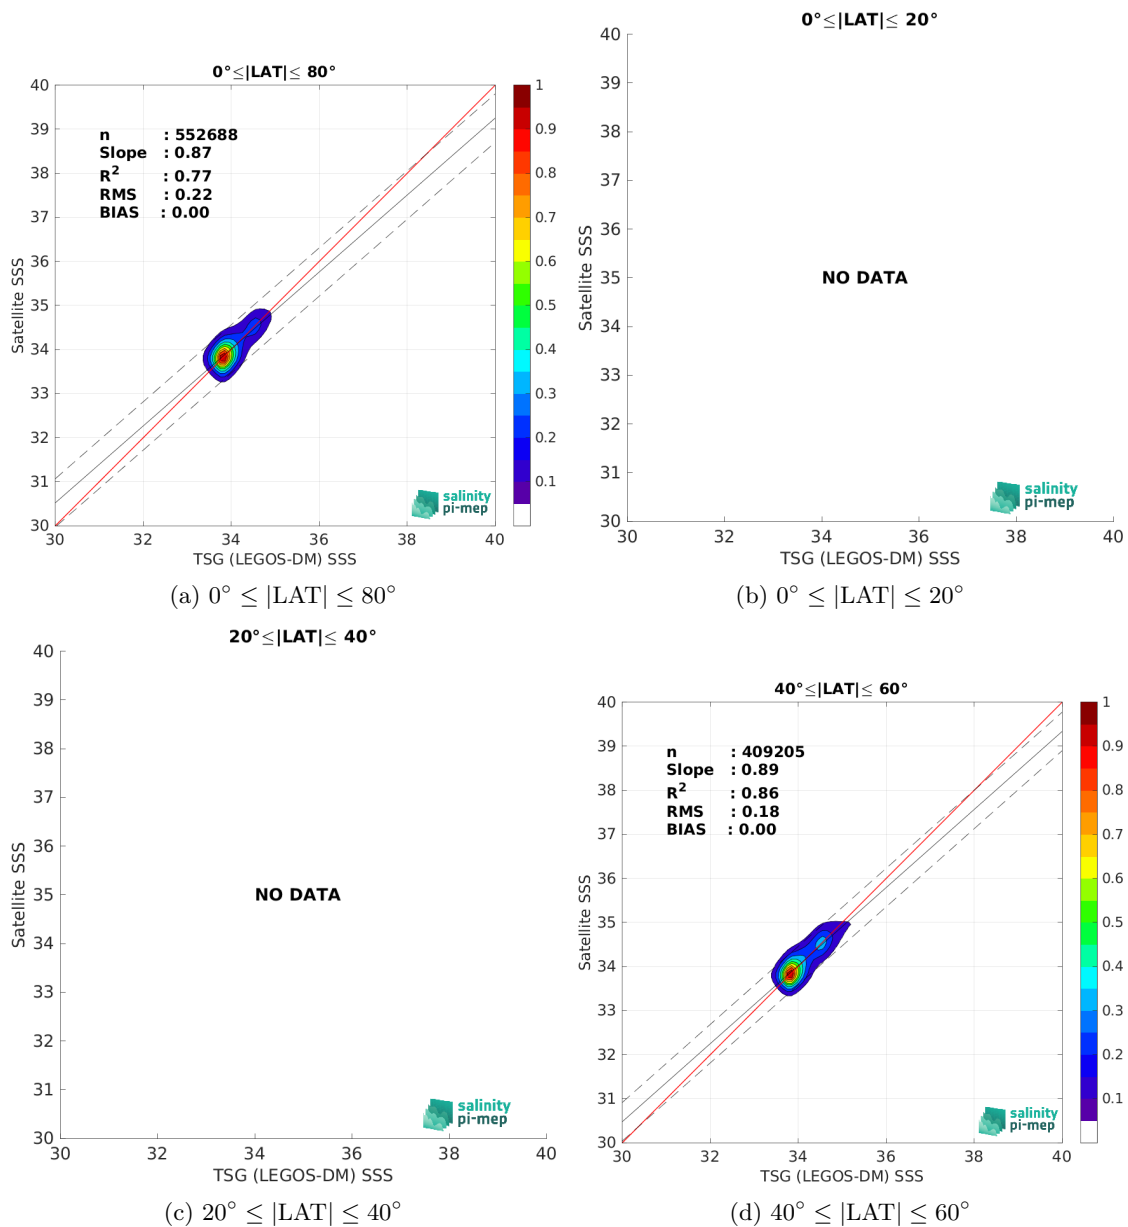 0°≤|LAT|≤ 80°
n : 552688
Slope : 0.87
R² : 0.77
RMS : 0.22
BIAS : 0.00
40
39
38
37
36
35
34
33
32
31
30
Satellite SSS
30 32 34 36 38 40
TSG (LEGOS-DM) SSS
1
0.9
0.8
0.7
0.6
0.5
0.4
0.3
0.2
0.1
salinity
pi-mep
(a) 0° ≤ |LAT| ≤ 80°
0°≤|LAT|≤ 20°
40
39
38
37
36
35
34
33
32
31
30
Satellite SSS
NO DATA
salinity
pi-mep
30 32 34 36 38 40
TSG (LEGOS-DM) SSS
(b) 0° ≤ |LAT| ≤ 20°
20°≤|LAT|≤ 40°
40
39
38
37
36
35
34
33
32
31
30
Satellite SSS
NO DATA
salinity
pi-mep
30 32 34 36 38 40
TSG (LEGOS-DM) SSS
(c) 20° ≤ |LAT| ≤ 40°
40°≤|LAT|≤ 60°
n : 409205
Slope : 0.89
R² : 0.86
RMS : 0.18
BIAS : 0.00
40
39
38
37
36
35
34
33
32
31
30
Satellite SSS
30 32 34 36 38 40
TSG (LEGOS-DM) SSS
1
0.9
0.8
0.7
0.6
0.5
0.4
0.3
0.2
0.1
salinity
pi-mep
(d) 40° ≤ |LAT| ≤ 60°